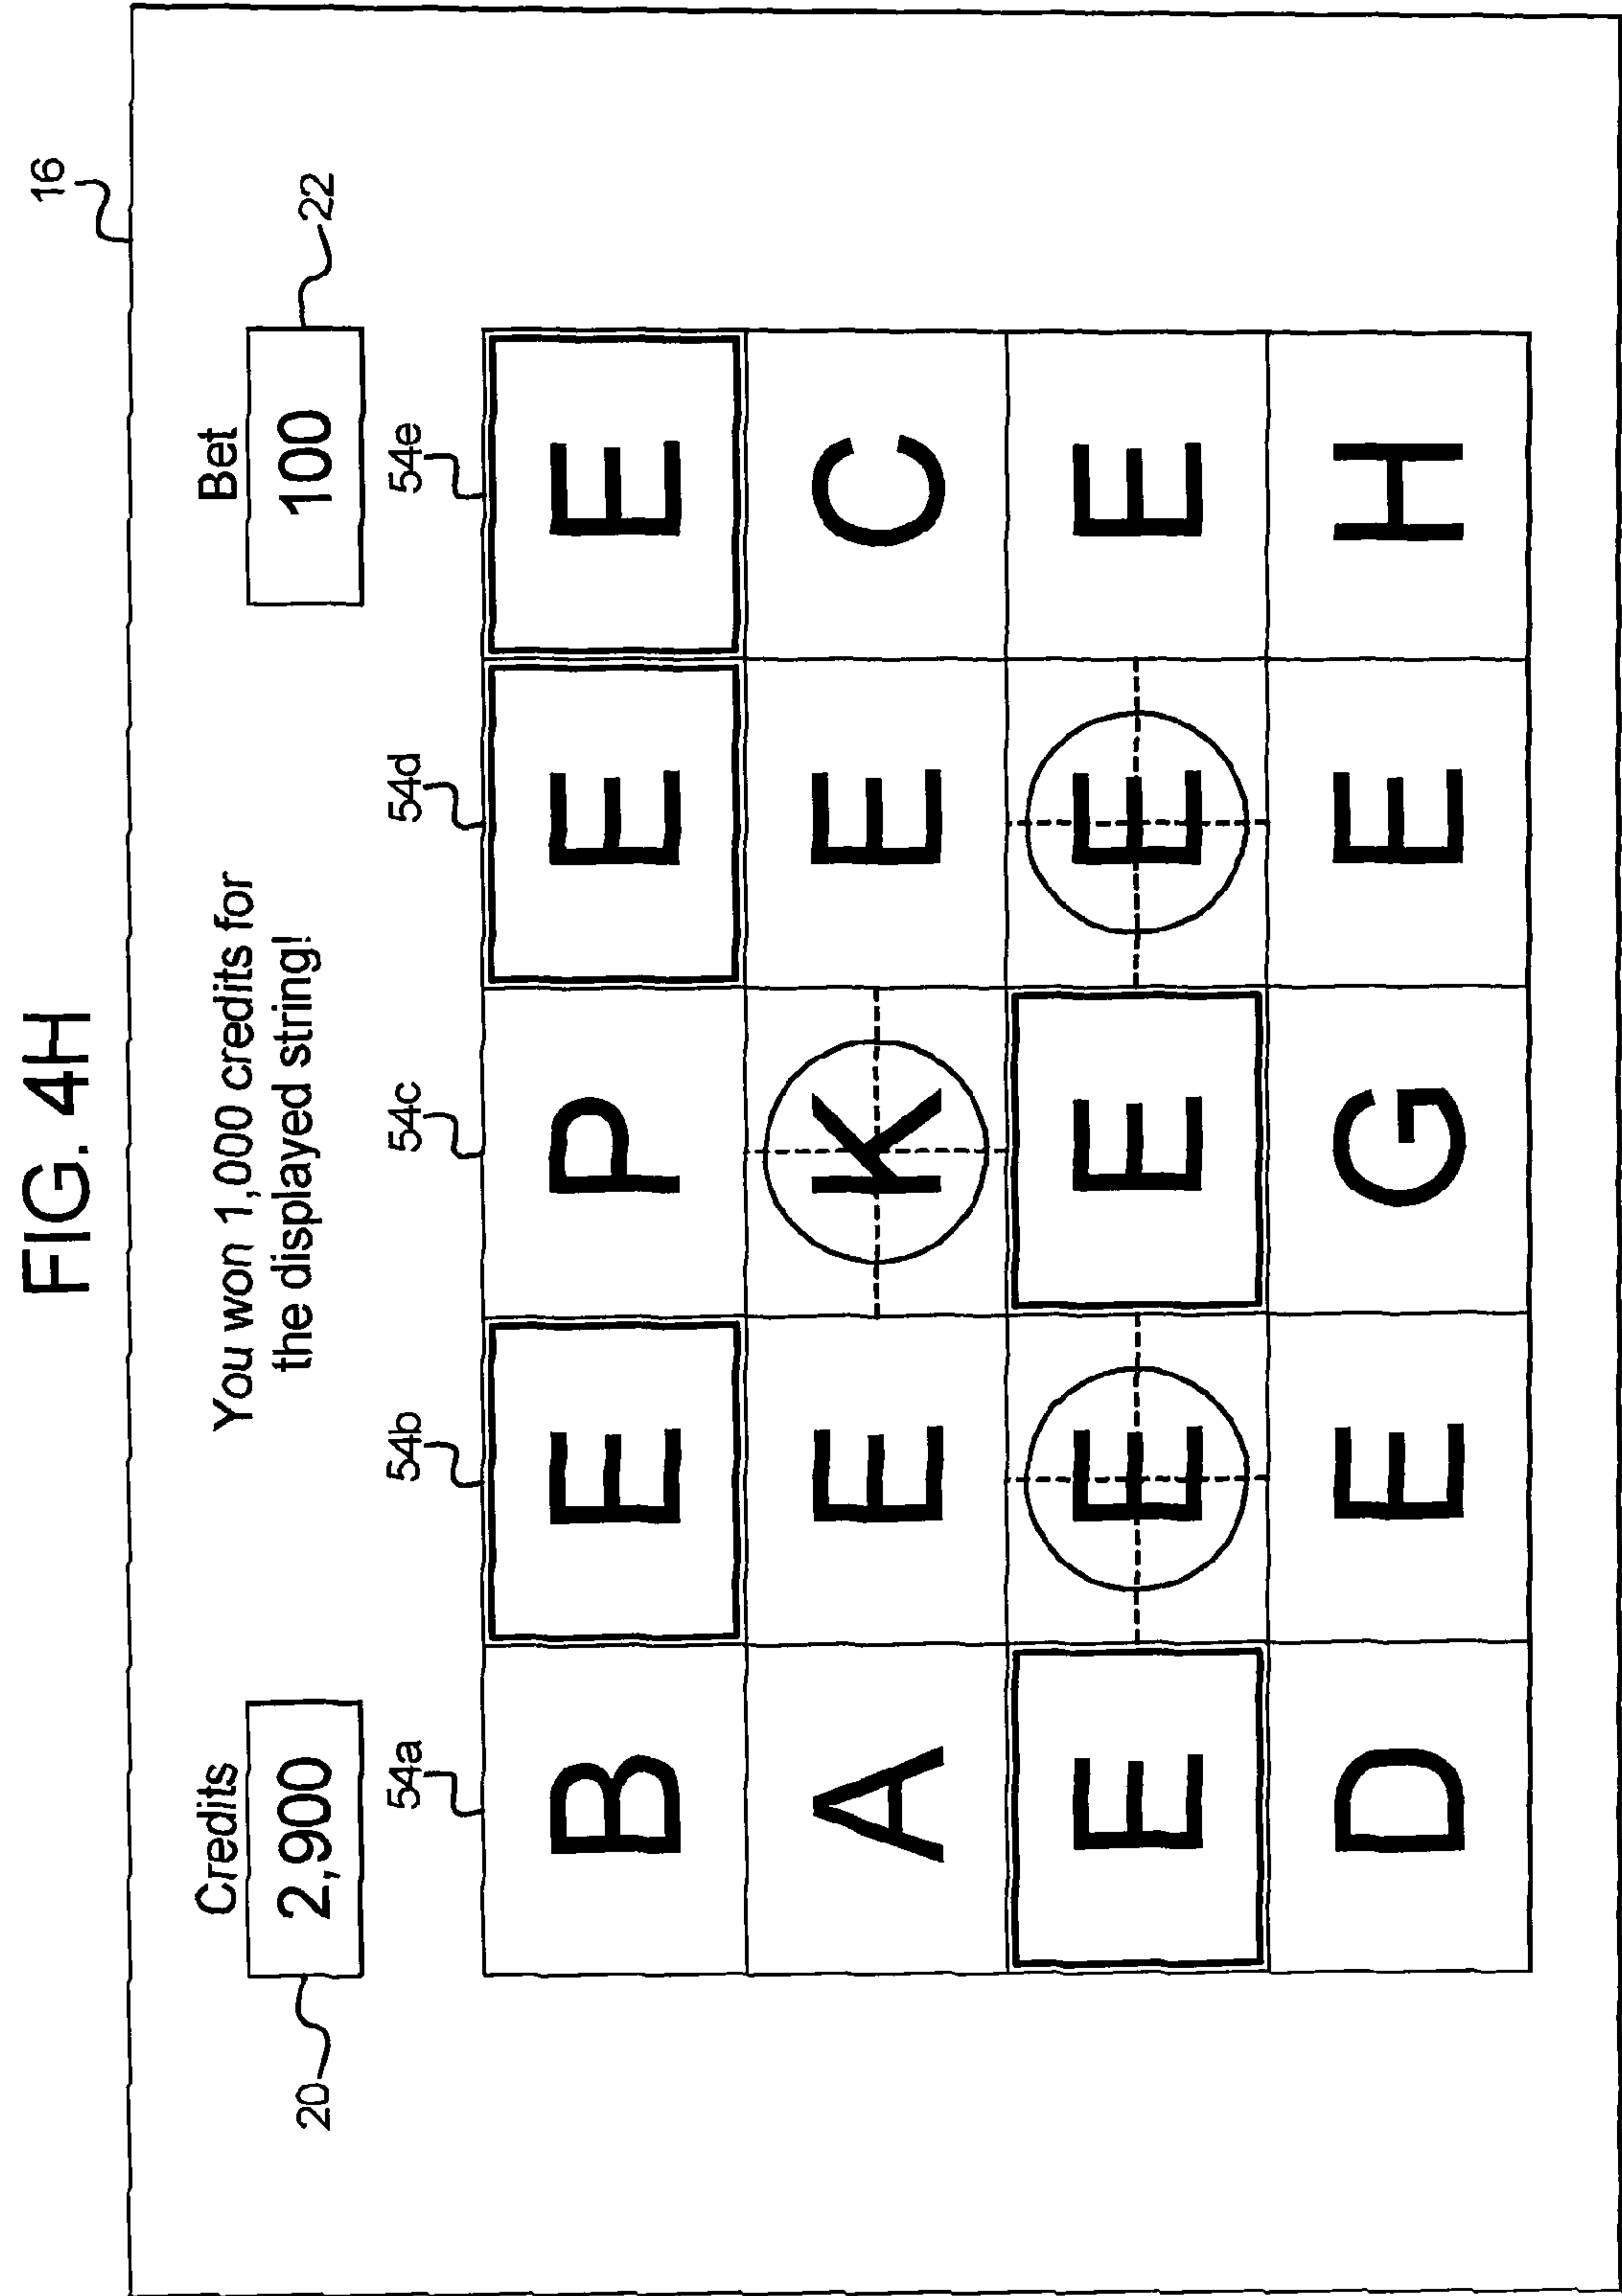 FIG. 4H
16
Credits
You won 1,000 credits for
the displayed string!
Bet
20
2,900
100
22
54a 54b 54c 54d 54e
B E P E E
A E K E C
E E E E E
D E G E H